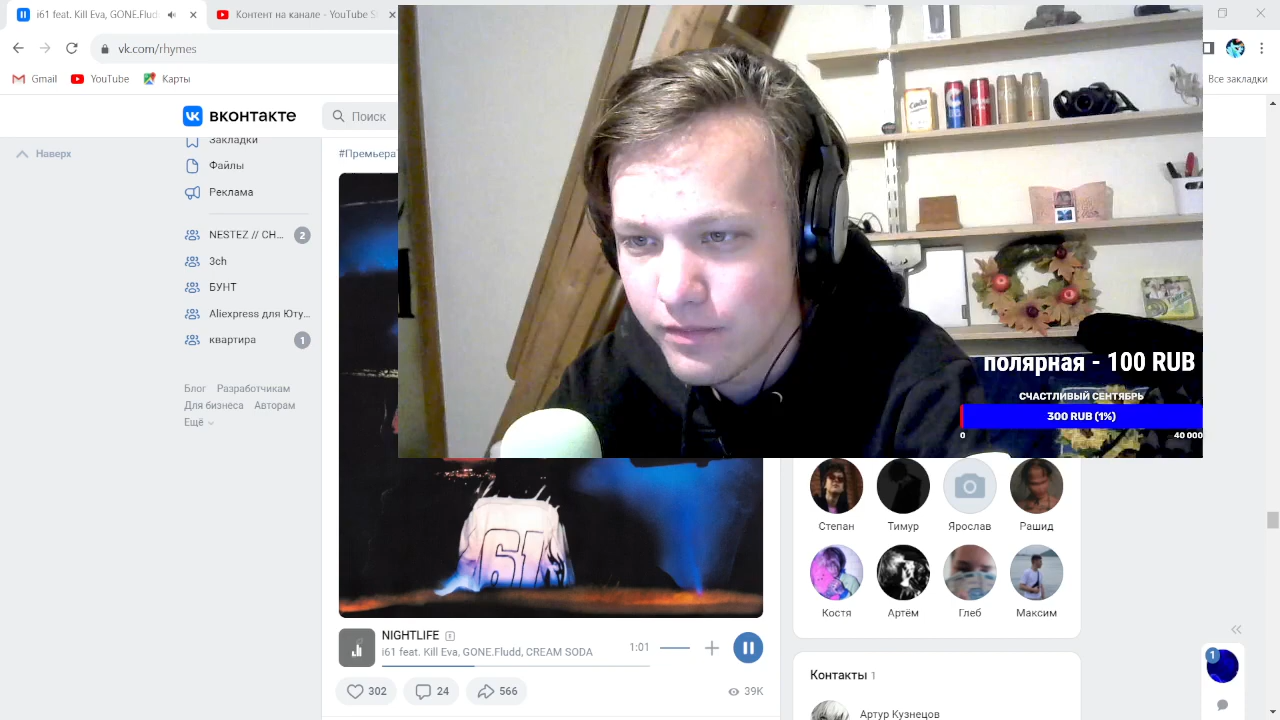 i61 feat. Kill Eva, GONE.Flud
Контент на канале - YouTube S
vk.com/rhymes
Gmail
YouTube
Карты
Все закладки
вконтакте
Поиск
Наверх
Закладки
Файлы
Реклама
NESTEZ // CH...
2
3ch
БУНТ
Aliexpress для Юту...
квартира
1
Блог Разработчикам
Для бизнеса Авторам
Ещё
#Премьера
Сода
полярная - 100 RUB
СЧАСТЛИВЫЙ СЕНТЯБРЬ
300 RUB (1%)
0
40 000
61
Степан
Тимур
Ярослав
Рашид
Костя
Артём
Глеб
Максим
NIGHTLIFE
i61 feat. Kill Eva, GONE.Fludd, CREAM SODA
1:01
302
24
566
39K
Контакты 1
Артур Кузнецов
1